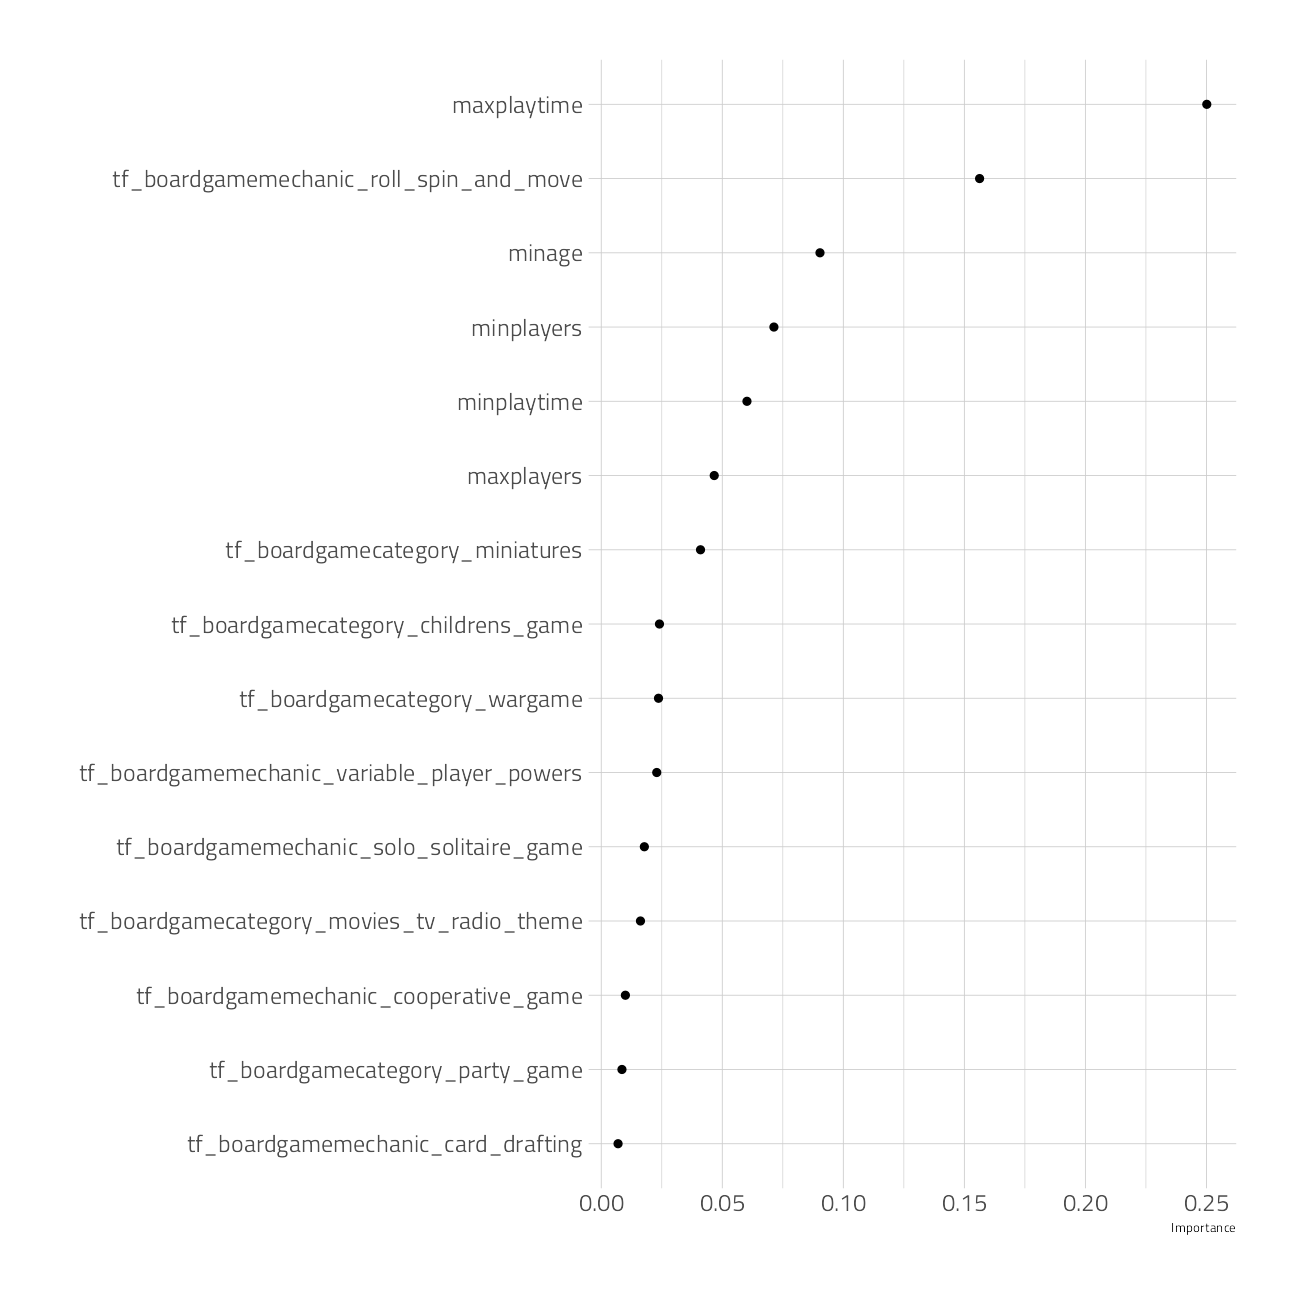 maxplaytime
tf_boardgamemechanic_roll_spin_and_move
minage
minplayers
minplaytime
maxplayers
tf_boardgamecategory_miniatures
tf_boardgamecategory_childrens_game
tf_boardgamecategory_wargame
tf_boardgamemechanic_variable_player_powers
tf_boardgamemechanic_solo_solitaire_game
tf_boardgamecategory_movies_tv_radio_theme
tf_boardgamemechanic_cooperative_game
tf_boardgamecategory_party_game
tf_boardgamemechanic_card_drafting
0.00 0.05 0.10 0.15 0.20 0.25
Importance